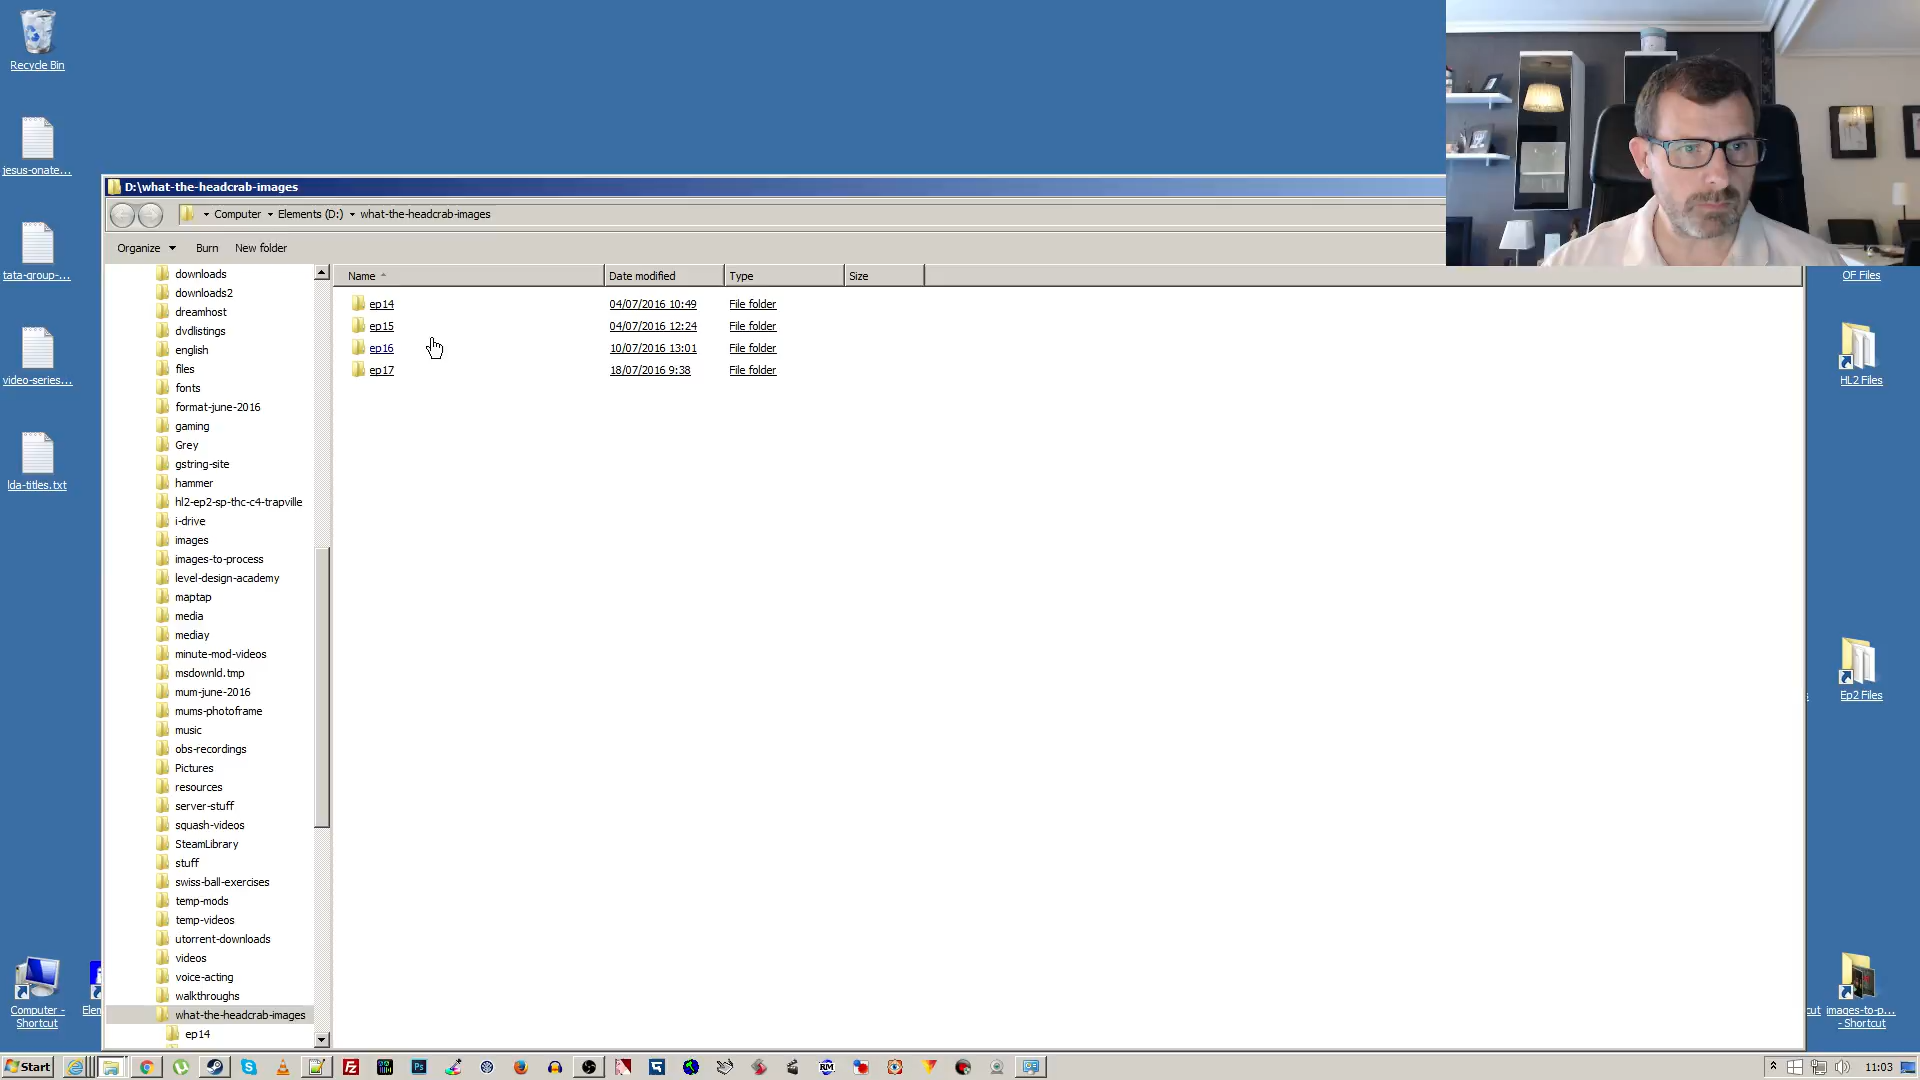 Recycle Bin
jesus-onate...
tata-group-...
video-series...
lda-titles.txt
Computer -
Shortcut
D:\what-the-headcrab-images
Computer
Elements (D:)
what-the-headcrab-images
Organize
Burn
New folder
downloads
downloads2
dreamhost
dvdlistings
english
files
fonts
format-june-2016
gaming
Grey
gstring-site
hammer
hl2-ep2-sp-thc-c4-trapville
i-drive
images
images-to-process
level-design-academy
maptap
media
mediay
minute-mod-videos
msdownld.tmp
mum-june-2016
mums-photoframe
music
obs-recordings
Pictures
resources
server-stuff
squash-videos
SteamLibrary
stuff
swiss-ball-exercises
temp-mods
temp-videos
utorrent-downloads
videos
voice-acting
walkthroughs
what-the-headcrab-images
ep14
Name Date modified Type Size
ep14 04/07/2016 10:49 File folder
ep15 04/07/2016 12:24 File folder
ep16 10/07/2016 13:01 File folder
ep17 18/07/2016 9:38 File folder
OF Files
HL2 Files
Ep2 Files
images-to-p...
- Shortcut
Start
Ps
RM
11:03